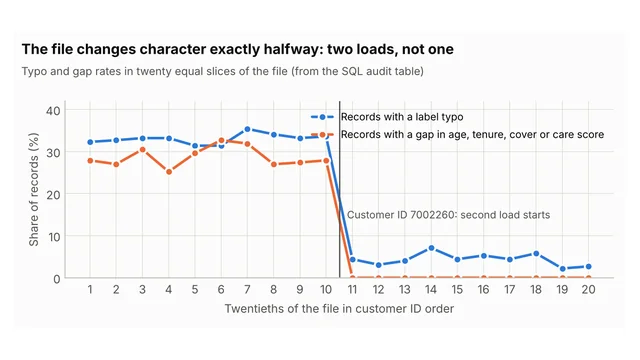 The file changes character exactly halfway: two loads, not one
Typo and gap rates in twenty equal slices of the file (from the SQL audit table)
Records with a label typo
Records with a gap in age, tenure, cover or care score
Customer ID 7002260: second load starts
Share of records (%)
40
30
20
10
0
1 2 3 4 5 6 7 8 9 10 11 12 13 14 15 16 17 18 19 20
Twentieths of the file in customer ID order